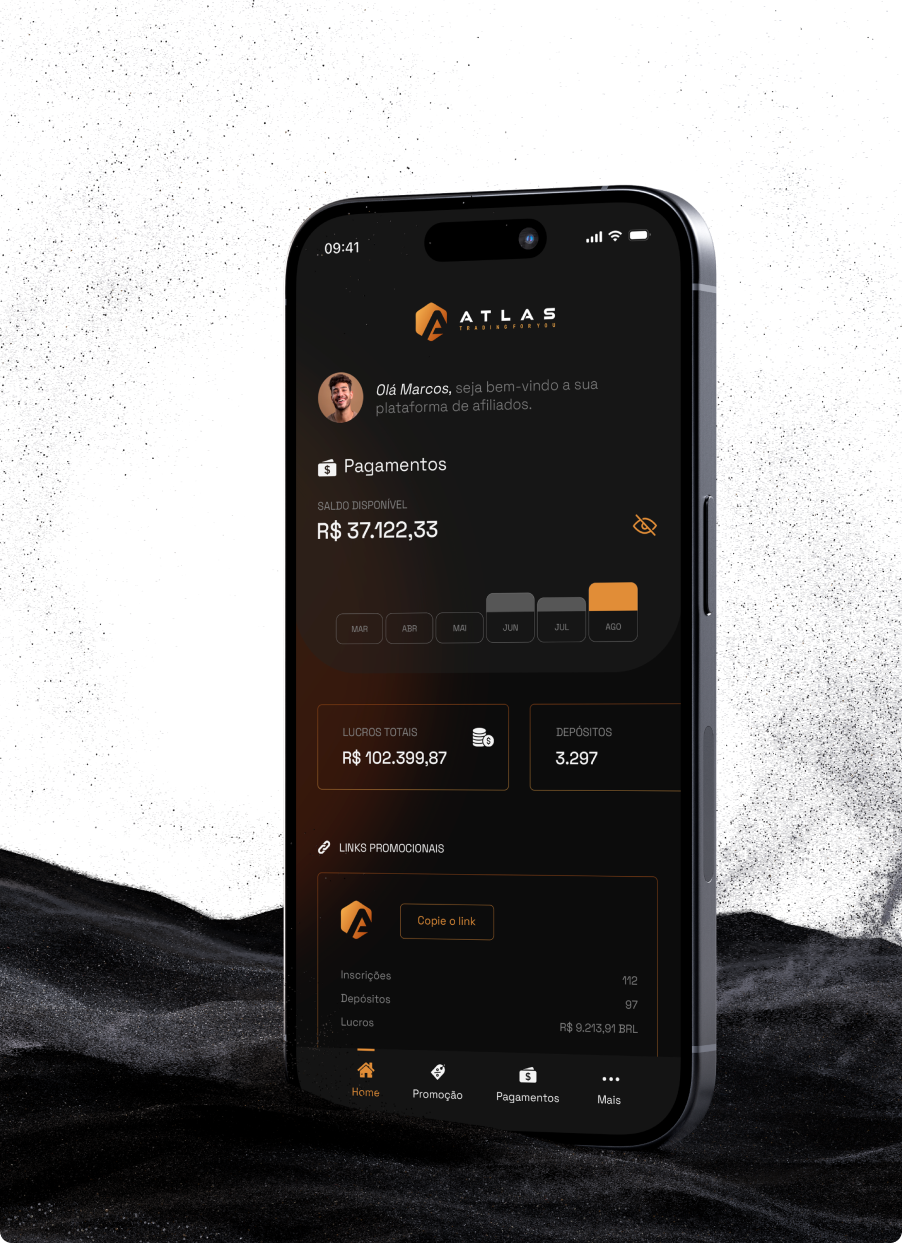 09:41
ATLAS
TRADING FOR YOU
Olá Marcos, seja bem-vindo a sua
plataforma de afiliados.
Pagamentos
SALDO DISPONÍVEL
R$ 37.122,33
MAR ABR MAI JUN JUL AGO
LUCROS TOTAIS
R$ 102.399,87
DEPÓSITOS
3.297
LINKS PROMOCIONAIS
Copie o link
Inscrições 112
Depósitos 97
Lucros R$ 9.213,91 BRL
Home Promoção Pagamentos Mais